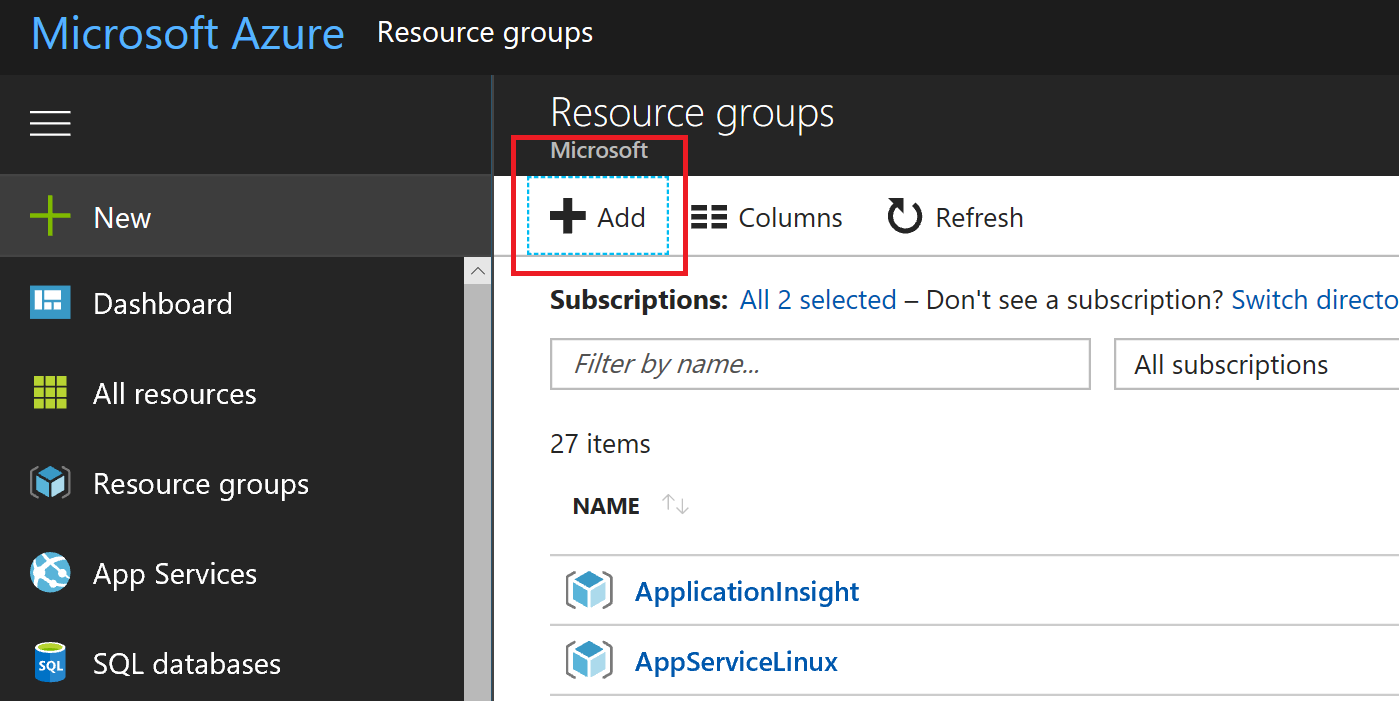 Microsoft Azure Resource groups
Resource groups
Microsoft
New
Add Columns Refresh
Dashboard
All resources
Resource groups
App Services
SQL databases
SQL
Subscriptions: All 2 selected – Don't see a subscription? Switch directo
Filter by name... All subscriptions
27 items
NAME
ApplicationInsight
AppServiceLinux